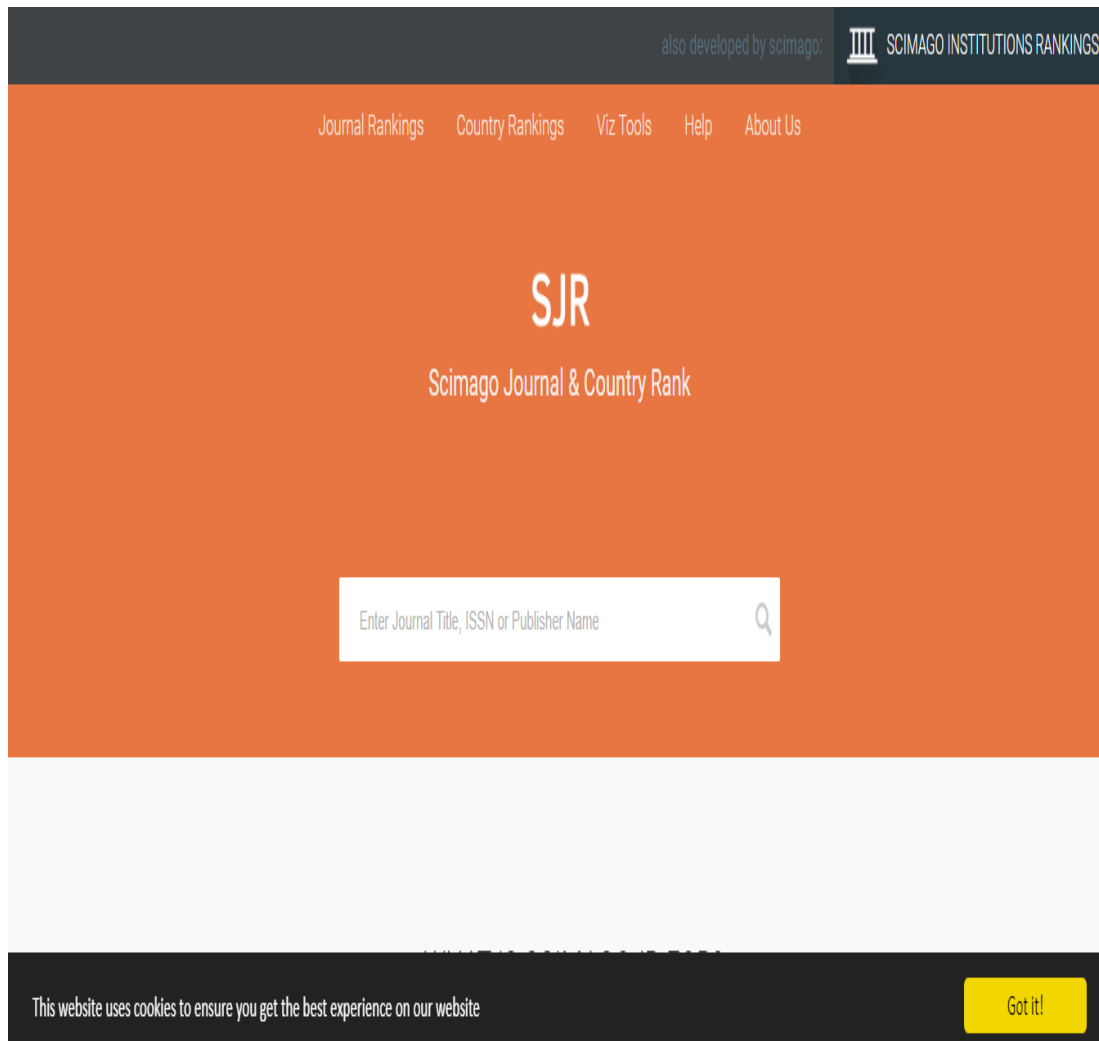 also developed by scimago:
SCIMAGO INSTITUTIONS RANKINGS
Journal Rankings Country Rankings Viz Tools Help About Us
SJR
Scimago Journal & Country Rank
Enter Journal Title, ISSN or Publisher Name
This website uses cookies to ensure you get the best experience on our website
Got it!